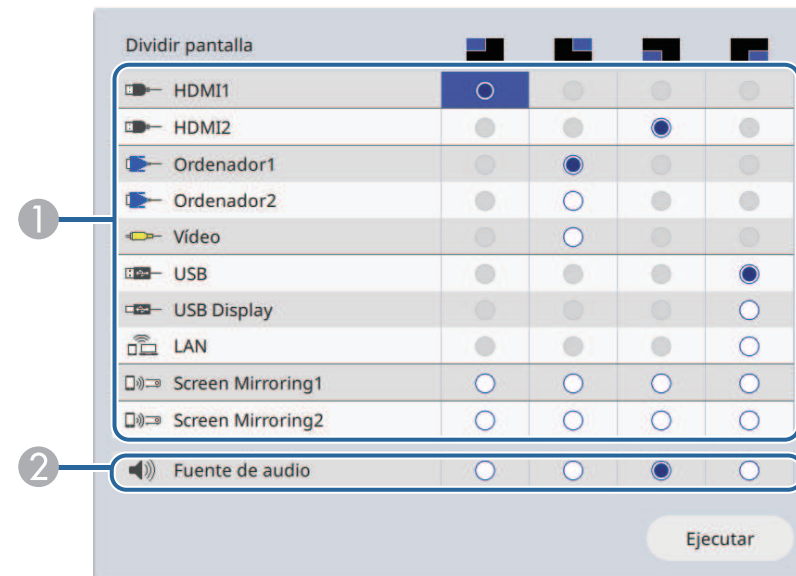 Dividir pantalla
HDMI1
HDMI2
Ordenador1
Ordenador2
Vídeo
USB
USB Display
LAN
Screen Mirroring1
Screen Mirroring2
Fuente de audio
Ejecutar
1
2